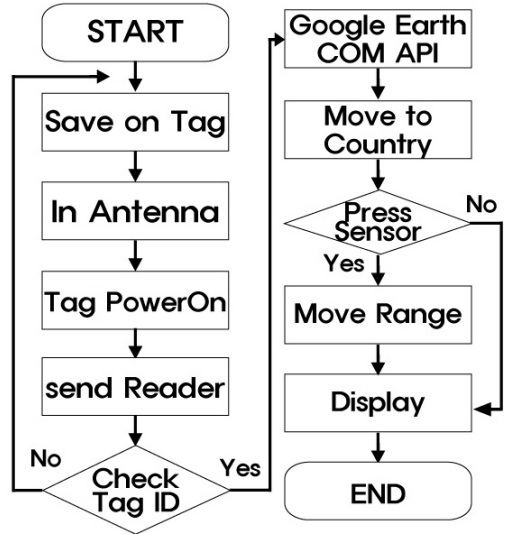 START
Save on Tag
In Antenna
Tag PowerOn
send Reader
No
Check
Tag ID
Yes
Google Earth
COM API
Move to
Country
Press
Sensor
No
Yes
Move Range
Display
END